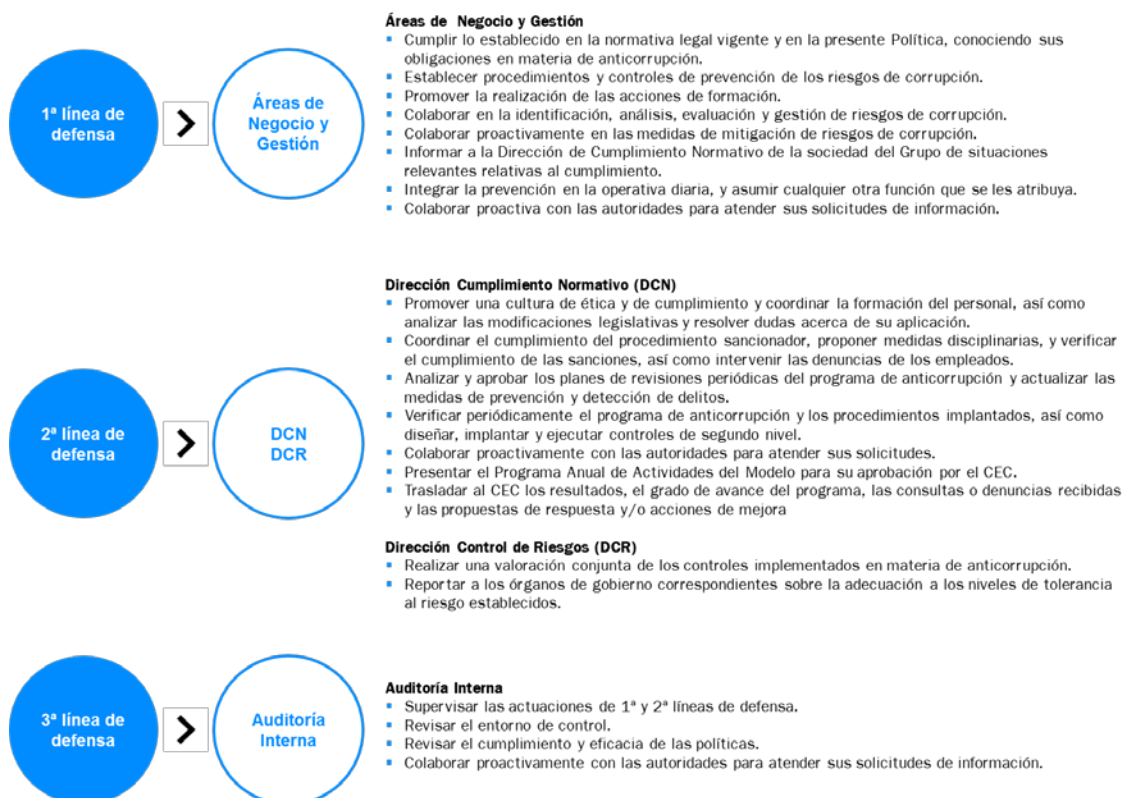 1ª línea de
defensa
Áreas de
Negocio y
Gestión
Áreas de Negocio y Gestión
Cumplir lo establecido en la normativa legal vigente y en la presente Política, conociendo sus
obligaciones en materia de anticorrupción.
Establecer procedimientos y controles de prevención de los riesgos de corrupción.
Promover la realización de las acciones de formación.
Colaborar en la identificación, análisis, evaluación y gestión de riesgos de corrupción.
Colaborar proactivamente en las medidas de mitigación de riesgos de corrupción.
Informar a la Dirección de Cumplimiento Normativo de la sociedad del Grupo de situaciones
relevantes relativas al cumplimiento.
Integrar la prevención en la operativa diaria, y asumir cualquier otra función que se les atribuya.
Colaborar proactiva con las autoridades para atender sus solicitudes de información.
2ª línea de
defensa
DCN
DCR
Dirección Cumplimiento Normativo (DCN)
Promover una cultura de ética y de cumplimiento y coordinar la formación del personal, así como
analizar las modificaciones legislativas y resolver dudas acerca de su aplicación.
Coordinar el cumplimiento del procedimiento sancionador, proponer medidas disciplinarias, y verificar
el cumplimiento de las sanciones, así como intervenir las denuncias de los empleados.
Analizar y aprobar los planes de revisiones periódicas del programa de anticorrupción y actualizar las
medidas de prevención y detección de delitos.
Verificar periódicamente el programa de anticorrupción y los procedimientos implantados, así como
diseñar, implantar y ejecutar controles de segundo nivel.
Colaborar proactivamente con las autoridades para atender sus solicitudes.
Presentar el Programa Anual de Actividades del Modelo para su aprobación por el CEC.
Trasladar al CEC los resultados, el grado de avance del programa, las consultas o denuncias recibidas
y las propuestas de respuesta y/o acciones de mejora
Dirección Control de Riesgos (DCR)
Realizar una valoración conjunta de los controles implementados en materia de anticorrupción.
Reportar a los órganos de gobierno correspondientes sobre la adecuación a los niveles de tolerancia
al riesgo establecidos.
3ª línea de
defensa
Auditoría
Interna
Auditoría Interna
Supervisar las actuaciones de 1ª y 2ª líneas de defensa.
Revisar el entorno de control.
Revisar el cumplimiento y eficacia de las políticas.
Colaborar proactivamente con las autoridades para atender sus solicitudes de información.